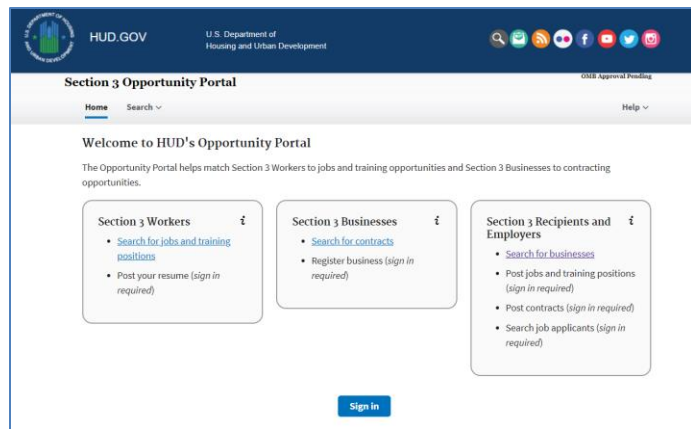 HUD.GOV
U.S. Department of
Housing and Urban Development
Section 3 Opportunity Portal
OMB Approval Pending
Home Search Help
Welcome to HUD's Opportunity Portal
The Opportunity Portal helps match Section 3 Workers to jobs and training opportunities and Section 3 Businesses to contracting
opportunities.
Section 3 Workers i
• Search for jobs and training
positions
• Post your resume (sign in
required)
Section 3 Businesses i
• Search for contracts
• Register business (sign in
required)
Section 3 Recipients and i
Employers
• Search for businesses
• Post jobs and training positions
(sign in required)
• Post contracts (sign in required)
• Search job applicants (sign in
required)
Sign in